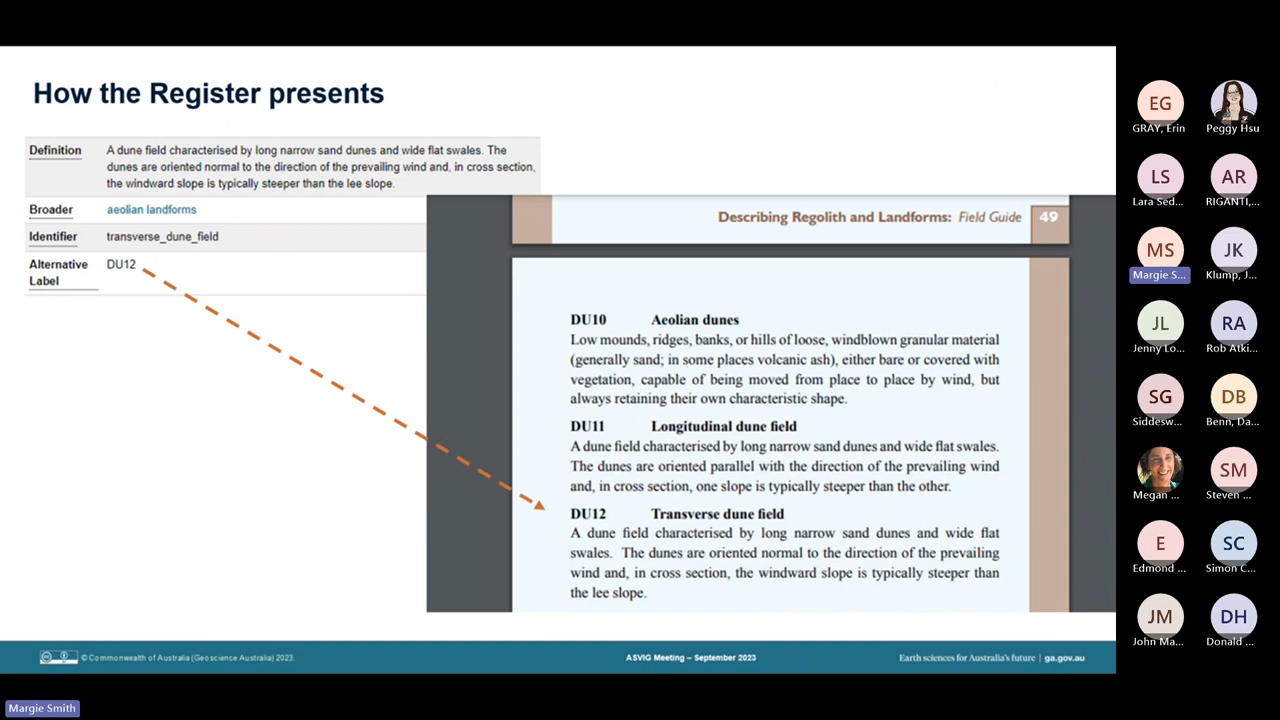 How the Register presents
Definition A dune field characterised by long narrow sand dunes and wide flat swales. The
dunes are oriented normal to the direction of the prevailing wind and, in cross section,
the windward slope is typically steeper than the lee slope.
Broader aeolian landforms
Identifier transverse_dune_field
Alternative DU12
Label
Describing Regolith and Landforms: Field Guide 49
DU10 Aeolian dunes
Low mounds, ridges, banks, or hills of loose, windblown granular material
(generally sand; in some places volcanic ash), either bare or covered with
vegetation, capable of being moved from place to place by wind, but
always retaining their own characteristic shape.
DU11 Longitudinal dune field
A dune field characterised by long narrow sand dunes and wide flat swales.
The dunes are oriented parallel with the direction of the prevailing wind
and, in cross section, one slope is typically steeper than the other.
DU12 Transverse dune field
A dune field characterised by long narrow sand dunes and wide flat
swales. The dunes are oriented normal to the direction of the prevailing
wind and, in cross section, the windward slope is typically steeper than
the lee slope.
© Commonwealth of Australia (Geoscience Australia) 2023.
ASVIG Meeting – September 2023
Earth sciences for Australia's future | ga.gov.au
EG
GRAY, Erin
Peggy Hsu
LS
Lara Sed...
AR
RIGANTI,...
MS
Margie S...
JK
Klump, J...
JL
Jenny Lo...
RA
Rob Atki...
SG
Siddesw...
DB
Benn, Da...
Megan ...
SM
Steven ...
E
Edmond ...
SC
Simon C...
JM
John Ma...
DH
Donald ...
Margie Smith